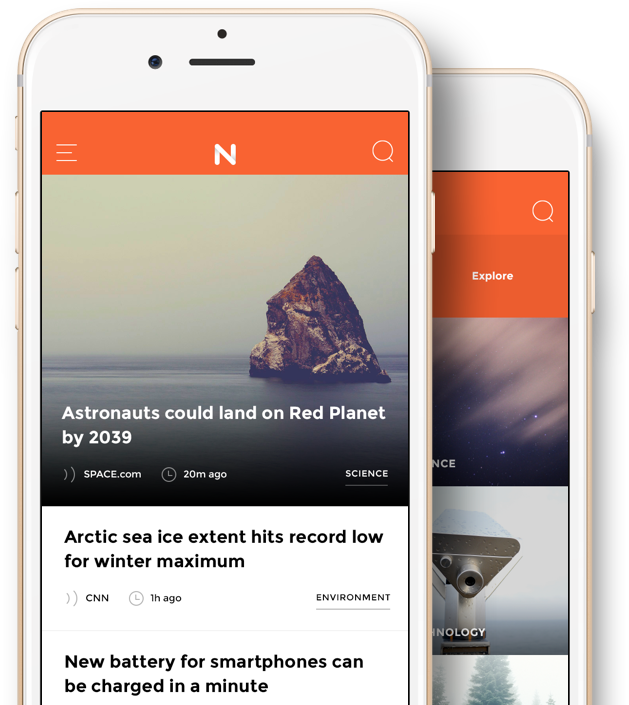 N
Astronauts could land on Red Planet
by 2039
SPACE.com
20m ago
SCIENCE
Arctic sea ice extent hits record low
for winter maximum
CNN
1h ago
ENVIRONMENT
New battery for smartphones can
be charged in a minute
Explore
NCE
HNOLOGY